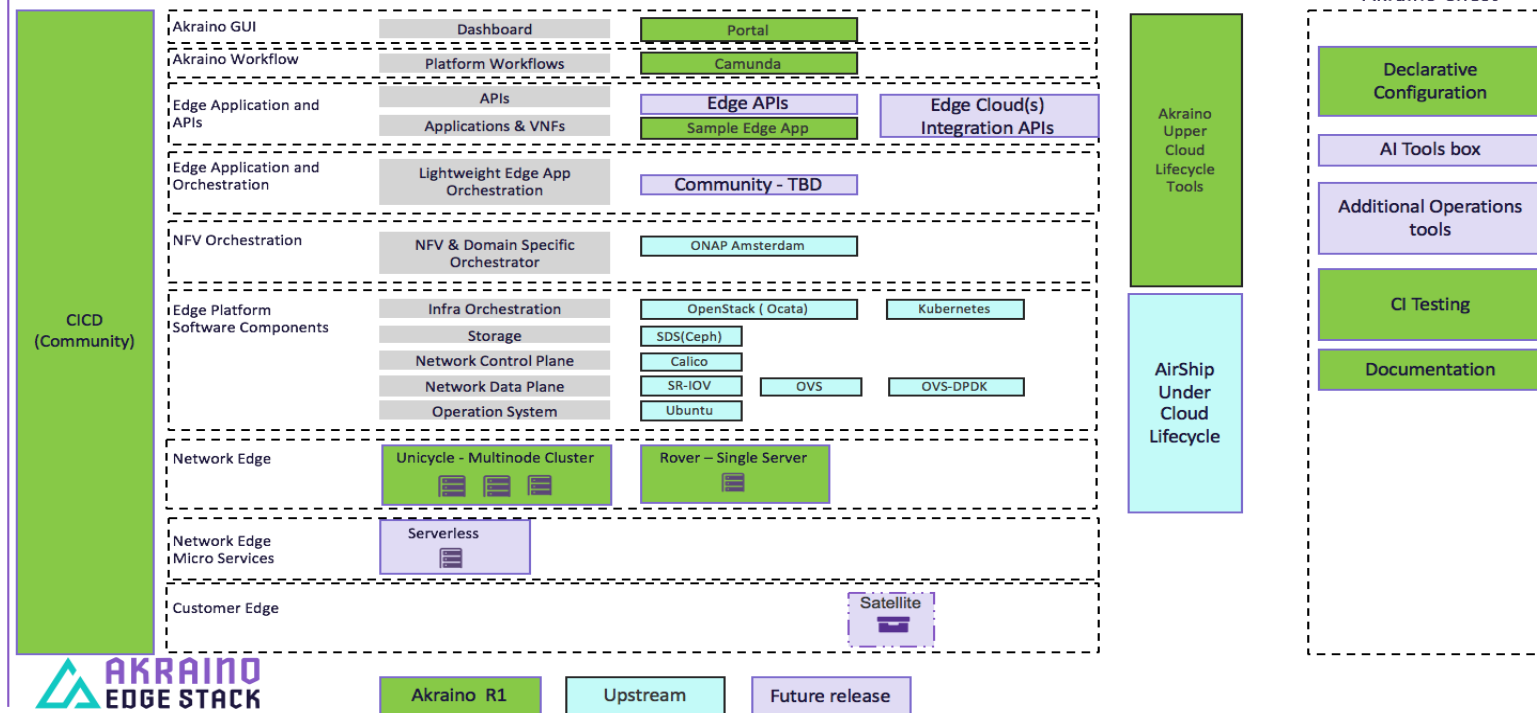 Akraino GUI
Dashboard
Portal
Akraino Workflow
Platform Workflows
Camunda
Edge Application and
APIs
APIs
Edge APIs
Edge Cloud(s)
Integration APIs
Applications & VNFs
Sample Edge App
Edge Application and
Orchestration
Lightweight Edge App
Orchestration
Community - TBD
NFV Orchestration
NFV & Domain Specific
Orchestrator
ONAP Amsterdam
Edge Platform
Software Components
Infra Orchestration
OpenStack ( Ocata)
Kubernetes
Storage
SDS(Ceph)
Network Control Plane
Calico
Network Data Plane
SR-IOV
OVS
OVS-DPDK
Operation System
Ubuntu
Network Edge
Unicycle - Multinode Cluster
Rover – Single Server
Network Edge
Micro Services
Serverless
Customer Edge
Satellite
CICD
(Community)
Akraino
Upper
Cloud
Lifecycle
Tools
AirShip
Under
Cloud
Lifecycle
Declarative
Configuration
AI Tools box
Additional Operations
tools
CI Testing
Documentation
AKRAINO
EDGE STACK
Akraino R1
Upstream
Future release